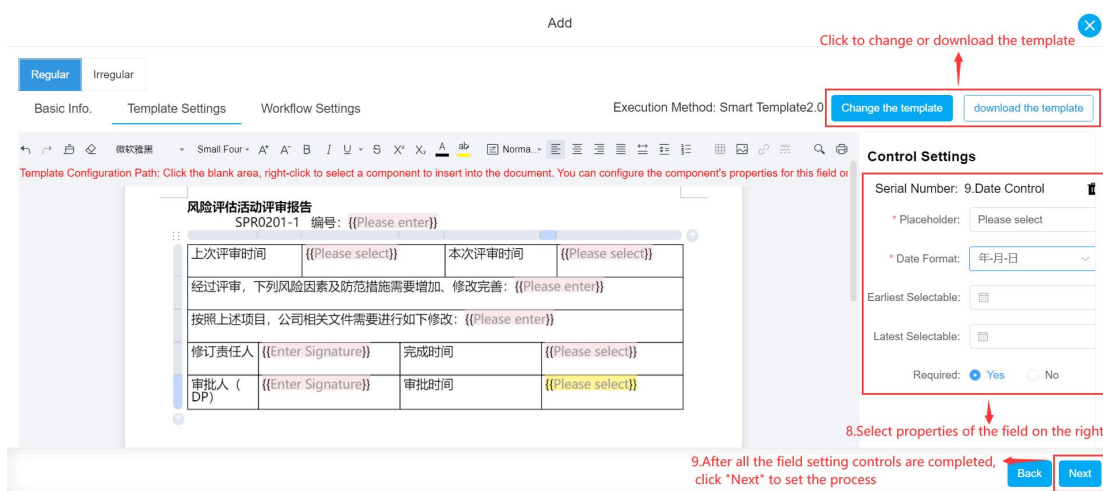 Add
Click to change or download the template
Regular Irregular
Basic Info. Template Settings Workflow Settings Execution Method: Smart Template2.0 Change the template download the template
微软雅黑 Small Four A⁺ A⁻ B I U S X² Xₓ A ab Norma...
Control Settings
Template Configuration Path: Click the blank area, right-click to select a component to insert into the document. You can configure the component's properties for this field o
Serial Number: 9.Date Control
* Placeholder: Please select
* Date Format: 年-月-日
Earliest Selectable:
Latest Selectable:
Required: Yes No
风险评估活动评审报告
SPR0201-1 编号: {{Please enter}}
上次评审时间 {{Please select}} 本次评审时间 {{Please select}}
经过评审，下列风险因素及防范措施需要增加、修改完善: {{Please enter}}
按照上述项目，公司相关文件需要进行如下修改: {{Please enter}}
修订责任人 {{Enter Signature}} 完成时间 {{Please select}}
审批人（ {{Enter Signature}} 审批时间 {{Please select}}
DP)
8.Select properties of the field on the right
9.After all the field setting controls are completed,
click "Next" to set the process
Back Next